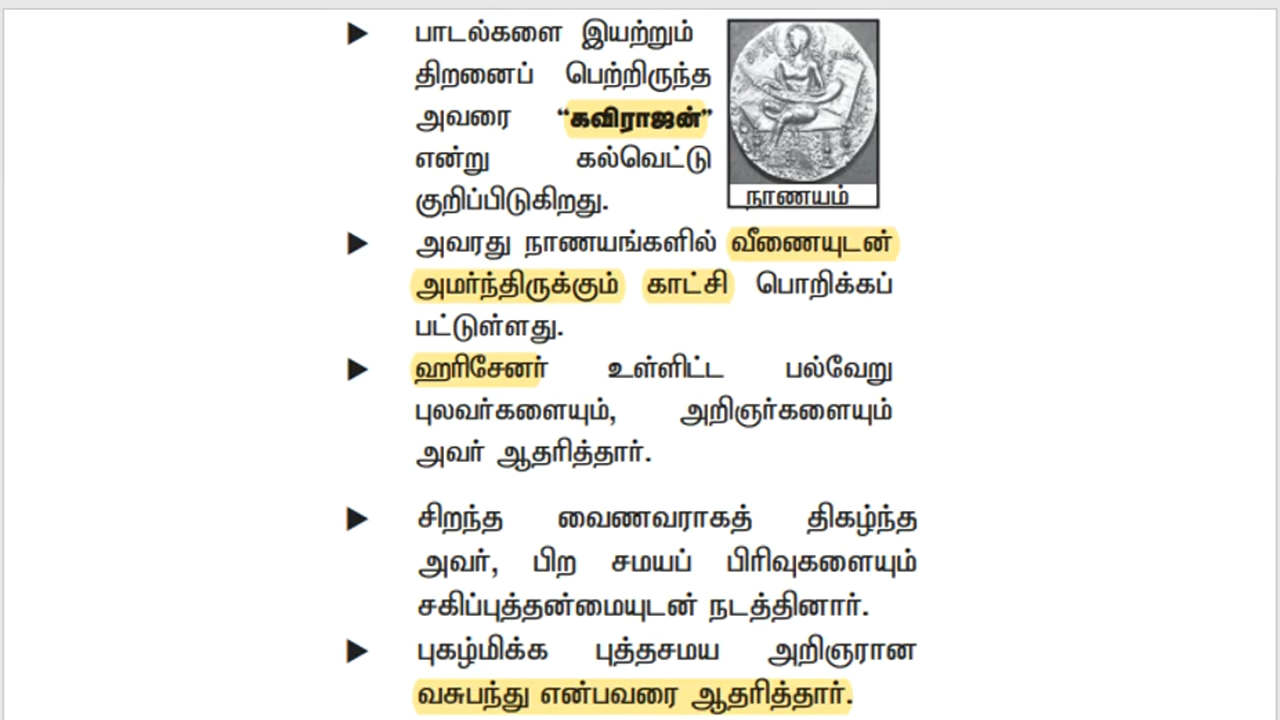 ▶ பாடல்களை இயற்றும்
திறனைப் பெற்றிருந்த
அவரை “கவிராஜன்”
என்று கல்வெட்டு
குறிப்பிடுகிறது.
நாணயம்
▶ அவரது நாணயங்களில் வீணையுடன்
அமர்ந்திருக்கும் காட்சி பொறிக்கப்
பட்டுள்ளது.
▶ ஹரிசேனர் உள்ளிட்ட பல்வேறு
புலவர்களையும், அறிஞர்களையும்
அவர் ஆதரித்தார்.
▶ சிறந்த வைணவராகத் திகழ்ந்த
அவர், பிற சமயப் பிரிவுகளையும்
சகிப்புத்தன்மையுடன் நடத்தினார்.
▶ புகழ்மிக்க புத்தசமய அறிஞரான
வசுபந்து என்பவரை ஆதரித்தார்.